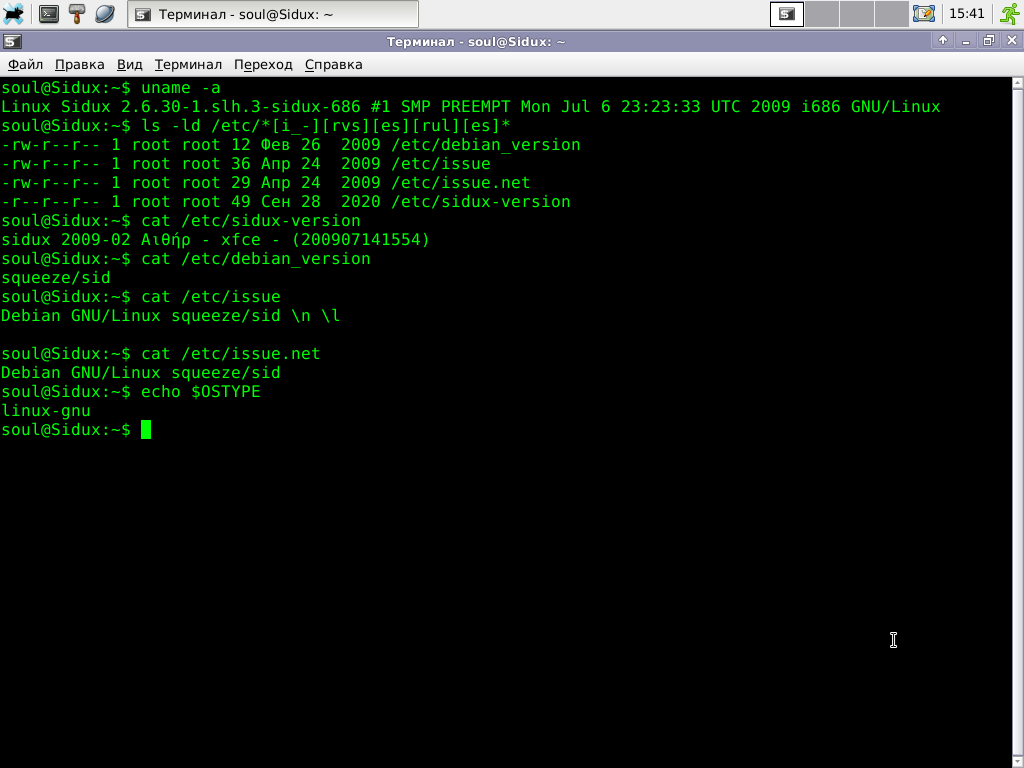 Терминал - soul@Sidux: ~
15:41
Терминал - soul@Sidux: ~
Файл Правка Вид Терминал Переход Справка
soul@Sidux:~$ uname -a
Linux Sidux 2.6.30-1.slh.3-sidux-686 #1 SMP PREEMPT Mon Jul 6 23:23:33 UTC 2009 i686 GNU/Linux
soul@Sidux:~$ ls -ld /etc/*[i_-][rvs][es][rul][es]*
-rw-r--r-- 1 root root 12 Фев 26  2009 /etc/debian_version
-rw-r--r-- 1 root root 36 Апр 24  2009 /etc/issue
-rw-r--r-- 1 root root 29 Апр 24  2009 /etc/issue.net
-r--r--r-- 1 root root 49 Сен 28  2020 /etc/sidux-version
soul@Sidux:~$ cat /etc/sidux-version
sidux 2009-02 Αιθήρ - xfce - (200907141554)
soul@Sidux:~$ cat /etc/debian_version
squeeze/sid
soul@Sidux:~$ cat /etc/issue
Debian GNU/Linux squeeze/sid \n \l
soul@Sidux:~$ cat /etc/issue.net
Debian GNU/Linux squeeze/sid
soul@Sidux:~$ echo $OSTYPE
linux-gnu
soul@Sidux:~$